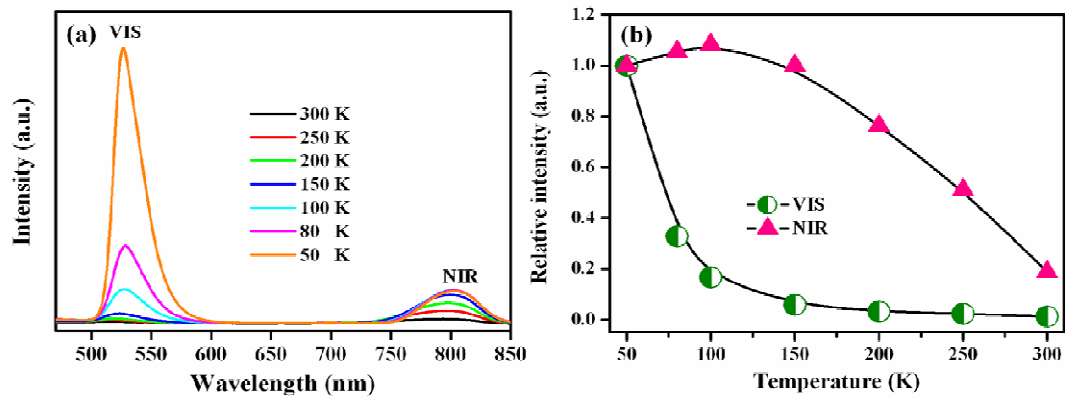 (a)
VIS
300 K
250 K
200 K
150 K
100 K
80 K
50 K
NIR
Intensity (a.u.)
500 550 600 650 700 750 800 850
Wavelength (nm)
(b)
1.2
1.0
0.8
0.6
0.4
0.2
0.0
Relative intensity (a.u.)
VIS
NIR
50 100 150 200 250 300
Temperature (K)